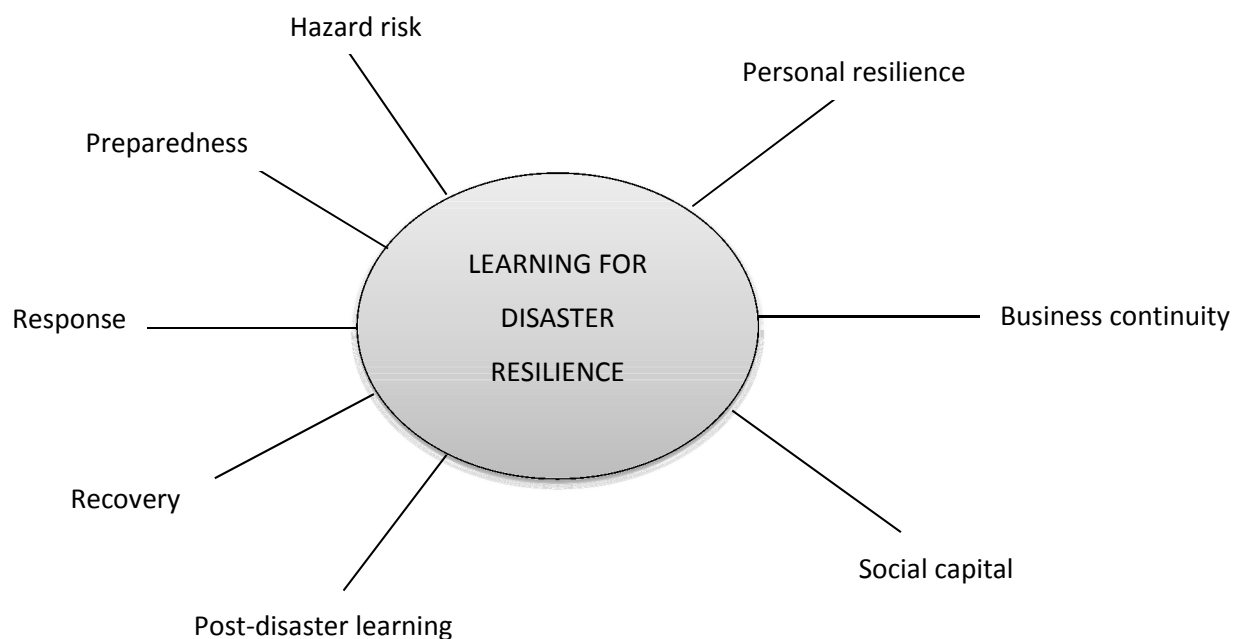 Hazard risk
Personal resilience
Preparedness
LEARNING FOR
DISASTER
RESILIENCE
Response
Business continuity
Recovery
Social capital
Post-disaster learning